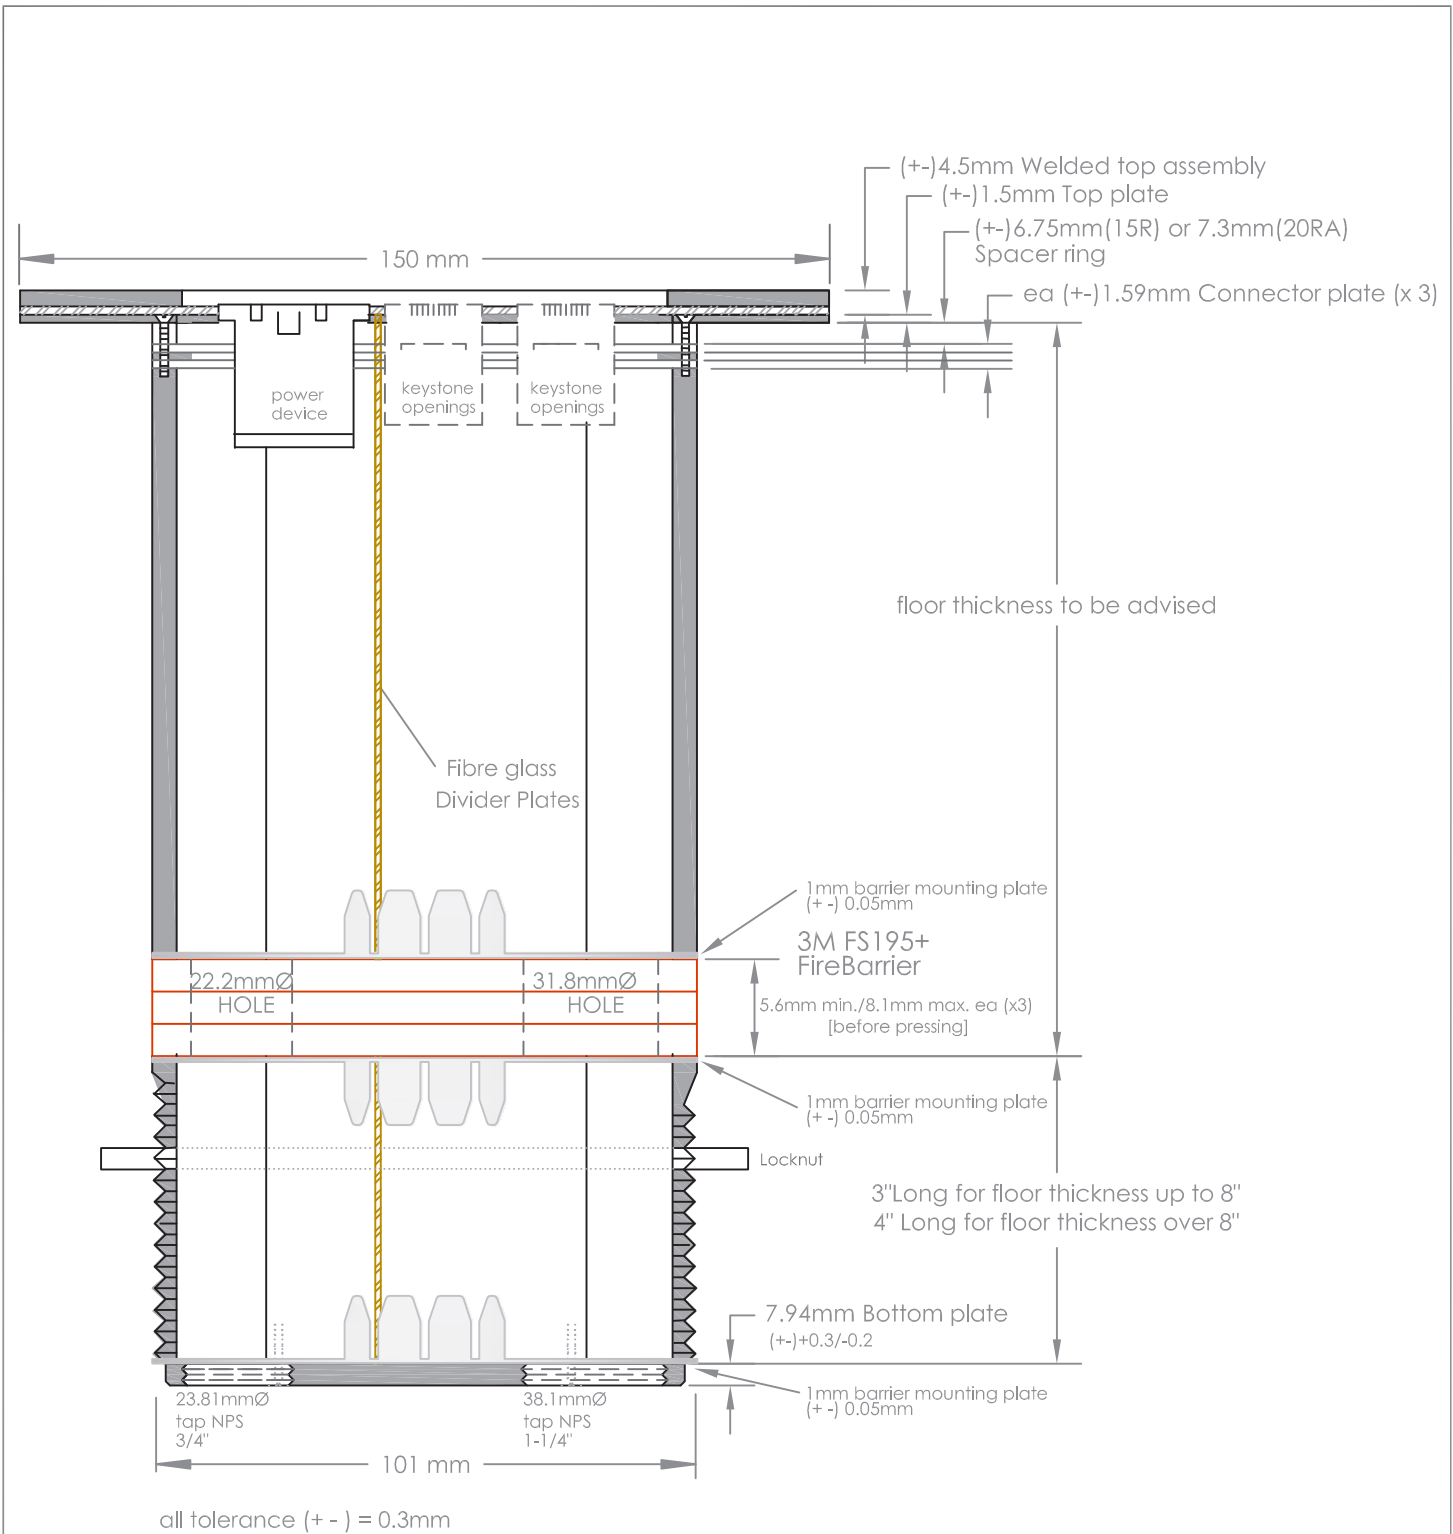 (+-)4.5mm Welded top assembly
(+-)1.5mm Top plate
(+-)6.75mm(15R) or 7.3mm(20RA)
Spacer ring
150 mm
ea (+-)1.59mm Connector plate (x 3)
power
device
keystone
openings
keystone
openings
floor thickness to be advised
Fibre glass
Divider Plates
1mm barrier mounting plate
(+ -) 0.05mm
3M FS195+
FireBarrier
22.2mmØ
HOLE
31.8mmØ
HOLE
5.6mm min./8.1mm max. ea (x3)
[before pressing]
1mm barrier mounting plate
(+ -) 0.05mm
Locknut
3"Long for floor thickness up to 8"
4" Long for floor thickness over 8"
7.94mm Bottom plate
(+-)+0.3/-0.2
1mm barrier mounting plate
(+ -) 0.05mm
23.81mmØ
tap NPS
3/4"
38.1mmØ
tap NPS
1-1/4"
101 mm
all tolerance (+ - ) = 0.3mm